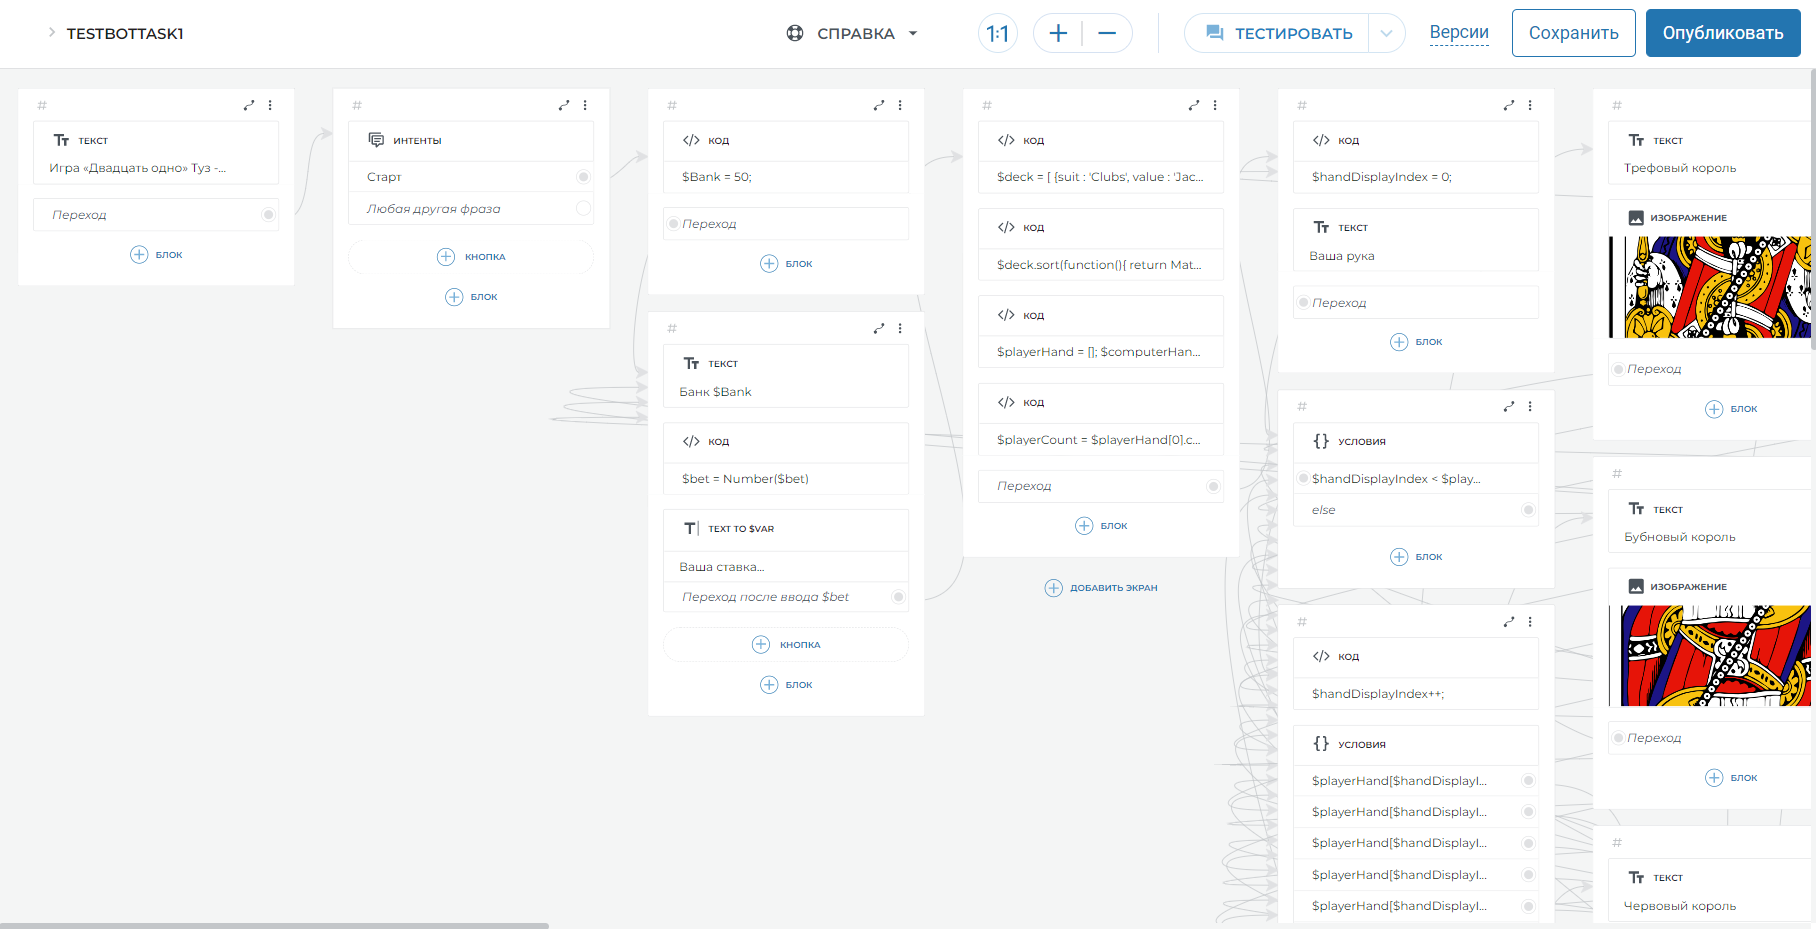 TESTBOTTASK1
СПРАВКА
1:1
ТЕСТИРОВАТЬ
Версии
Сохранить
Опубликовать
#
ТЕКСТ
Игра «Двадцать одно» Туз -...
Переход
БЛОК
#
ИНТЕНТЫ
Старт
Любая другая фраза
КНОПКА
БЛОК
#
КОД
$Bank = 50;
Переход
БЛОК
#
ТЕКСТ
Банк $Bank
КОД
$bet = Number($bet)
TEXT TO $VAR
Ваша ставка...
Переход после ввода $bet
КНОПКА
БЛОК
#
КОД
$deck = [ {suit : 'Clubs', value : 'Jac...
КОД
$deck.sort(function(){ return Mat...
КОД
$playerHand = []; $computerHan...
КОД
$playerCount = $playerHand[0].c...
Переход
БЛОК
ДОБАВИТЬ ЭКРАН
#
КОД
$handDisplayIndex = 0;
ТЕКСТ
Ваша рука
Переход
БЛОК
#
УСЛОВИЯ
$handDisplayIndex < $play...
else
БЛОК
#
КОД
$handDisplayIndex++;
УСЛОВИЯ
$playerHand[$handDisplayI...
$playerHand[$handDisplayI...
$playerHand[$handDisplayI...
$playerHand[$handDisplayI...
$playerHand[$handDisplayI...
#
ТЕКСТ
Трефовый король
ИЗОБРАЖЕНИЕ
Переход
БЛОК
#
ТЕКСТ
Бубновый король
ИЗОБРАЖЕНИЕ
Переход
БЛОК
#
ТЕКСТ
Червовый король